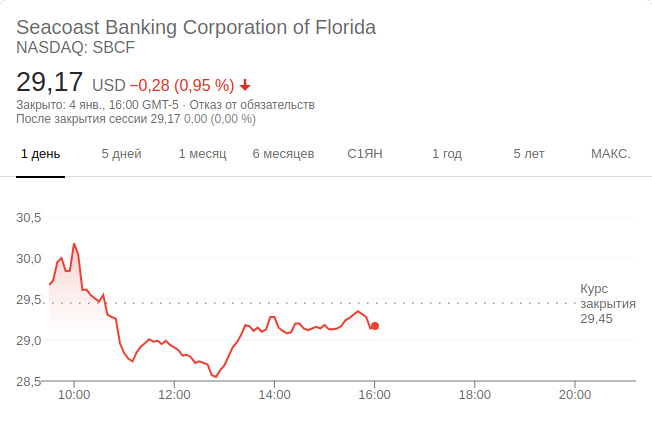 Seacoast Banking Corporation of Florida
NASDAQ: SBCF
29,17 USD −0,28 (0,95 %)
Закрыто: 4 янв., 16:00 GMT-5 · Отказ от обязательств
После закрытия сессии 29,17 0,00 (0,00 %)
1 день 5 дней 1 месяц 6 месяцев С1ЯН 1 год 5 лет МАКС.
30,5
30,0
29,5
29,0
28,5
Курс
закрытия
29,45
10:00 12:00 14:00 16:00 18:00 20:00